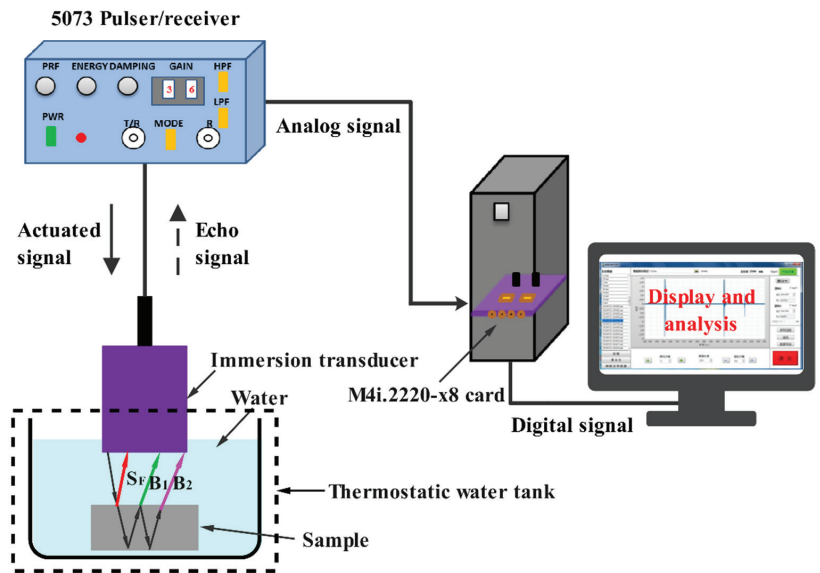 5073 Pulser/receiver
PRF ENERGY DAMPING GAIN HPF
3 6
LPF
PWR
T/R MODE R
Analog signal
Actuated
signal
Echo
signal
Immersion transducer
Water
M4i.2220-x8 card
Display and
analysis
Digital signal
SF B1 B2
Thermostatic water tank
Sample